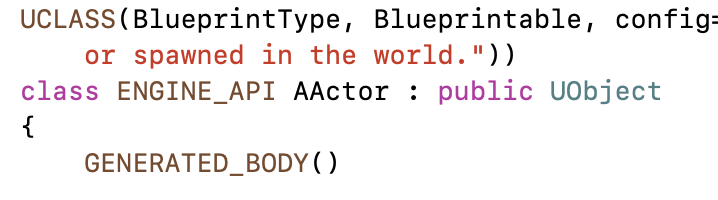 UCLASS(BlueprintType, Blueprintable, config=
or spawned in the world."))
class ENGINE_API AActor : public UObject
{
GENERATED_BODY()